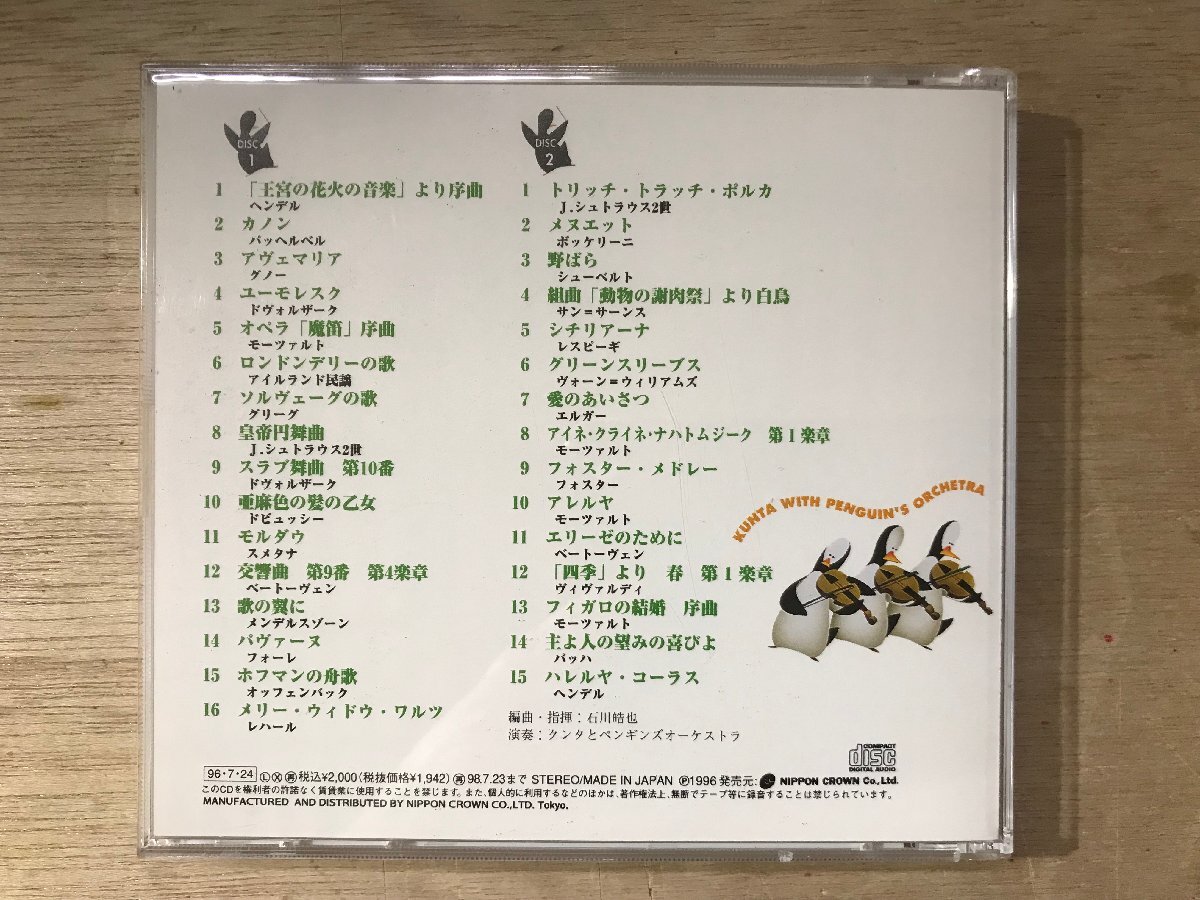 DISC
1
1 「王宮の花火の音楽」より序曲
ヘンデル
2 カノン
パッヘルベル
3 アヴェマリア
グノー
4 ユーモレスク
ドヴォルザーク
5 オペラ「魔笛」序曲
モーツァルト
6 ロンドンデリーの歌
アイルランド民謡
7 ソルヴェーグの歌
グリーグ
8 皇帝円舞曲
J.シュトラウス2世
9 スラブ舞曲 第10番
ドヴォルザーク
10 亜麻色の髪の乙女
ドビュッシー
11 モルダウ
スメタナ
12 交響曲 第9番 第4楽章
ベートーヴェン
13 歌の翼に
メンデルスゾーン
14 パヴァーヌ
フォーレ
15 ホフマンの舟歌
オッフェンバック
16 メリー・ウィドウ・ワルツ
レハール
DISC
2
1 トリッチ・トラッチ・ポルカ
J.シュトラウス2世
2 メヌエット
ボッケリーニ
3 野ばら
シューベルト
4 組曲「動物の謝肉祭」より白鳥
サン=サーンス
5 シチリアーナ
レスピーギ
6 グリーンスリーブス
ヴォーン=ウィリアムズ
7 愛のあいさつ
エルガー
8 アイネ・クライネ・ナハトムジーク 第1楽章
モーツァルト
9 フォスター・メドレー
フォスター
10 アレルヤ
モーツァルト
11 エリーゼのために
ベートーヴェン
12 「四季」より 春 第1楽章
ヴィヴァルディ
13 フィガロの結婚 序曲
モーツァルト
14 主よ人の望みの喜びよ
バッハ
15 ハレルヤ・コーラス
ヘンデル
編曲・指揮：石川皓也
演奏：クンタとペンギンズオーケストラ
KUNTA WITH PENGUIN'S ORCHETRA
COMPACT
disc
DIGITAL AUDIO
96・7・24 Ⓛ Ⓧ ㊢税込¥2,000(税抜価格¥1,942) ㊢98.7.23まで STEREO/MADE IN JAPAN Ⓟ1996 発売元: NIPPON CROWN Co.,Ltd.
このCDを権利者の許諾なく賃貸業に使用することを禁じます。また、個人的に利用するなどのほかは、著作権法上、無断でテープ等に録音することは禁じられています。
MANUFACTURED AND DISTRIBUTED BY NIPPON CROWN CO.,LTD. Tokyo.